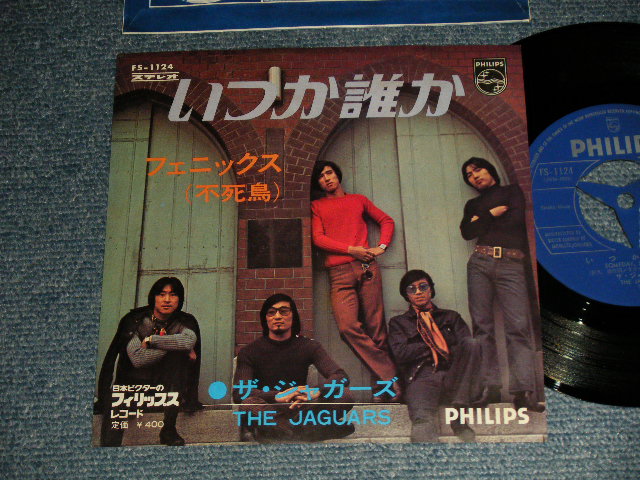 FS-1124
ステレオ
PHILIPS
いつか誰か
フェニックス
(不死鳥)
●ザ・ジャガーズ
THE JAGUARS
日本ビクターの
フィリップス
レコード
定価 ¥400
PHILIPS
PHILIPS
FS-1124
THE JA